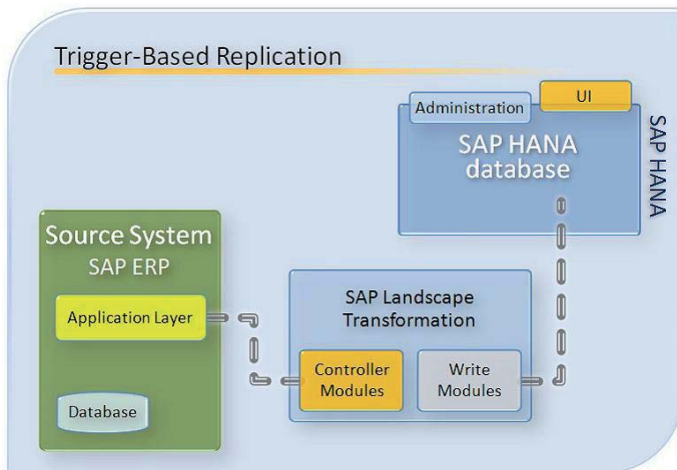 Trigger-Based Replication
Administration
UI
SAP HANA
database
SAP HANA
Source System
SAP ERP
Application Layer
Database
SAP Landscape
Transformation
Controller
Modules
Write
Modules